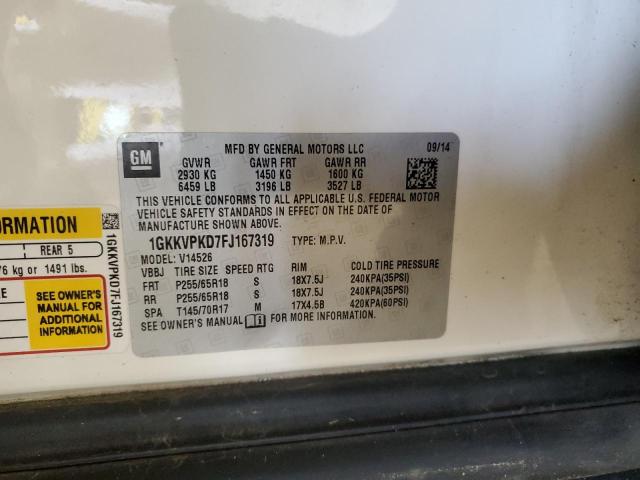 GM
MFD BY GENERAL MOTORS LLC 09/14
GVWR GAWR FRT GAWR RR
2930 KG 1450 KG 1600 KG
6459 LB 3196 LB 3527 LB
THIS VEHICLE CONFORMS TO ALL APPLICABLE U.S. FEDERAL MOTOR
VEHICLE SAFETY STANDARDS IN EFFECT ON THE DATE OF
MANUFACTURE SHOWN ABOVE.
1GKKVPKD7FJ167319 TYPE: M.P.V.
MODEL: V14526
VBBJ TIRE SIZE SPEED RTG RIM COLD TIRE PRESSURE
FRT P255/65R18 S 18X7.5J 240KPA(35PSI)
RR P255/65R18 S 18X7.5J 240KPA(35PSI)
SPA T145/70R17 M 17X4.5B 420KPA(60PSI)
SEE OWNER'S MANUAL FOR MORE INFORMATION.
ORMATION
REAR 5
76 kg or 1491 lbs.
SEE OWNER'S
MANUAL FOR
ADDITIONAL
INFORMATION
1GKKVPKD7FJ167319